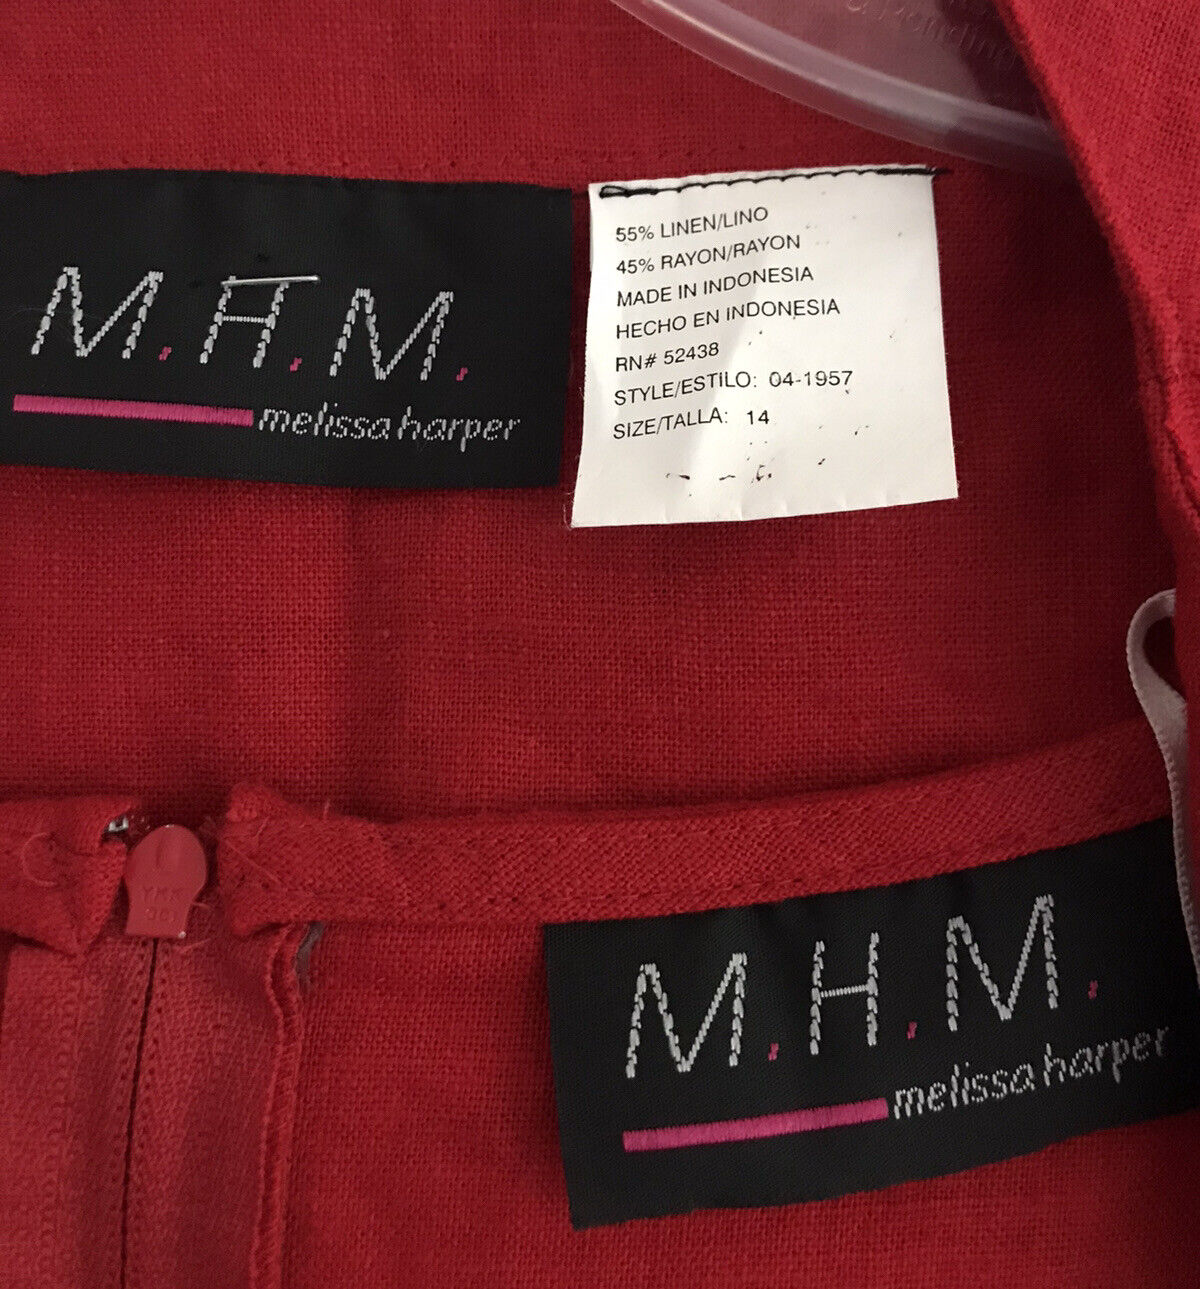 M.H.M.
melissa harper
55% LINEN/LINO
45% RAYON/RAYON
MADE IN INDONESIA
HECHO EN INDONESIA
RN# 52438
STYLE/ESTILO: 04-1957
SIZE/TALLA: 14
YKK
M.H.M.
melissa harper